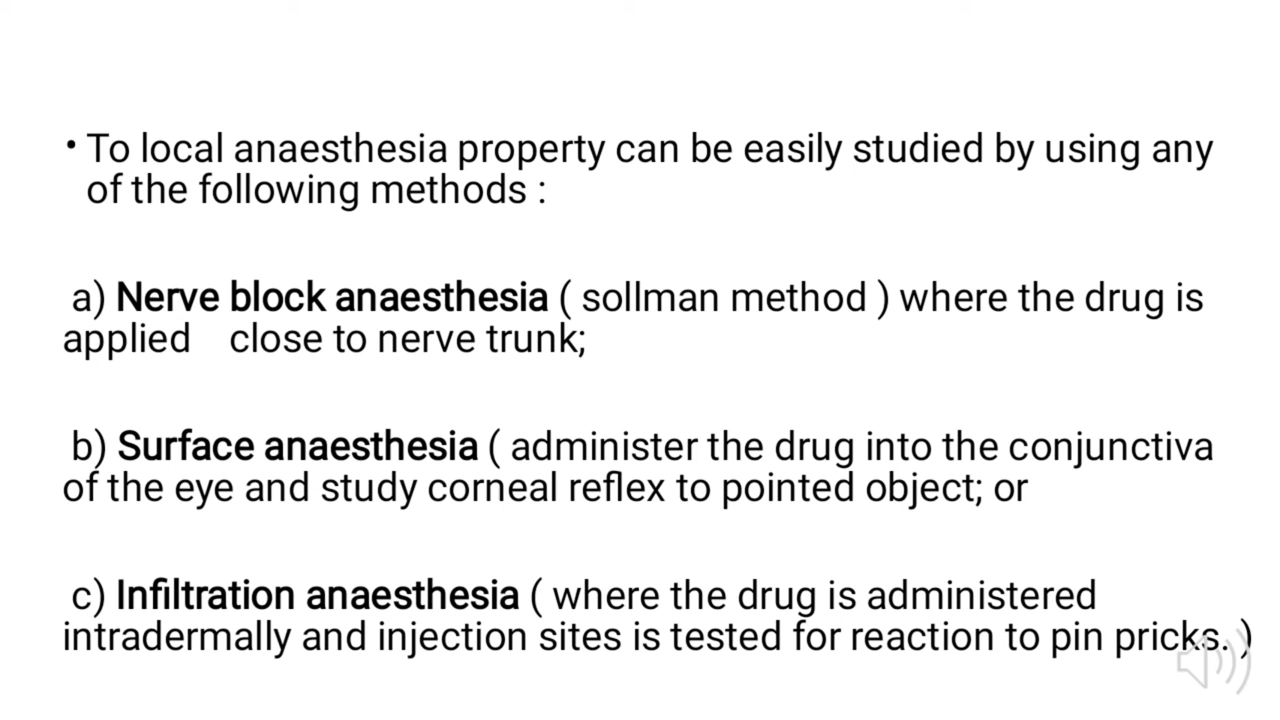 • To local anaesthesia property can be easily studied by using any
of the following methods :
a) Nerve block anaesthesia ( sollman method ) where the drug is
applied close to nerve trunk;
b) Surface anaesthesia ( administer the drug into the conjunctiva
of the eye and study corneal reflex to pointed object; or
c) Infiltration anaesthesia ( where the drug is administered
intradermally and injection sites is tested for reaction to pin pricks. )